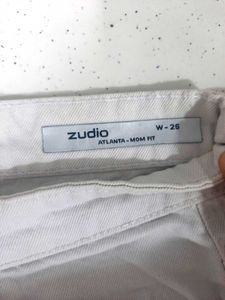 zudio W-26
ATLANTA - MOM FIT